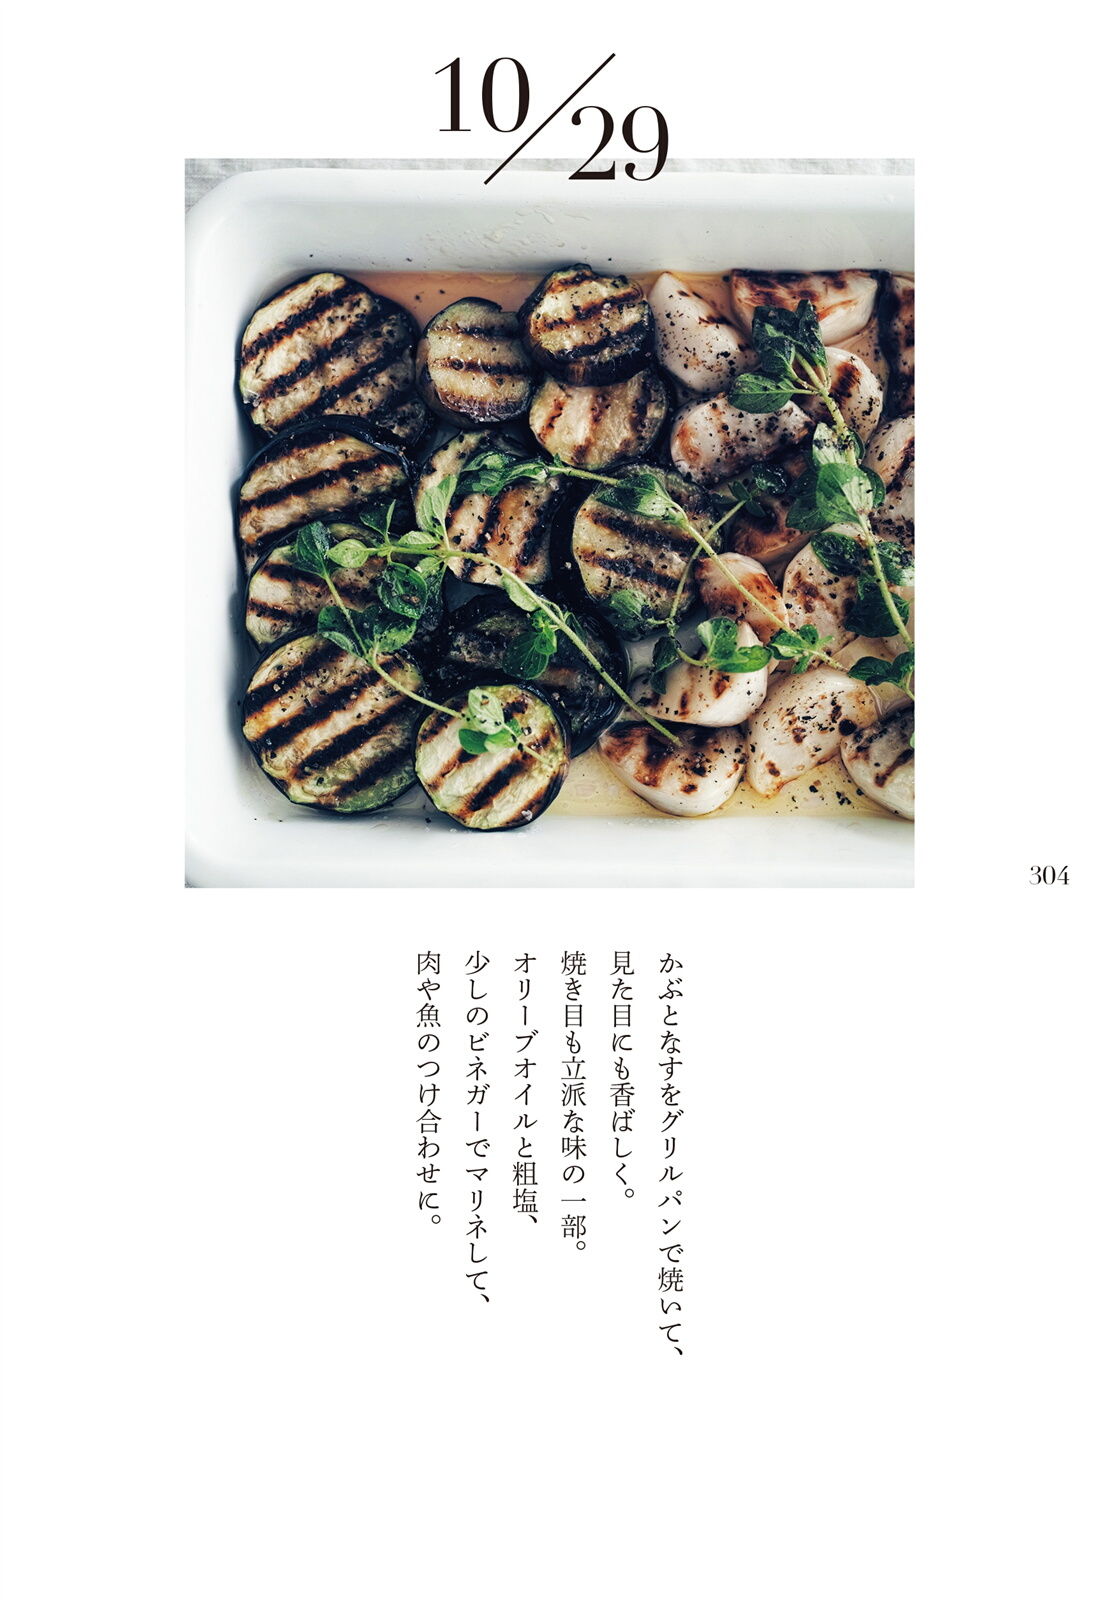 10/29
304
かぶとなすをグリルパンで焼いて、
見た目にも香ばしく。
焼き目も立派な味の一部。
オリーブオイルと粗塩、
少しのビネガーでマリネして、
肉や魚のつけ合わせに。